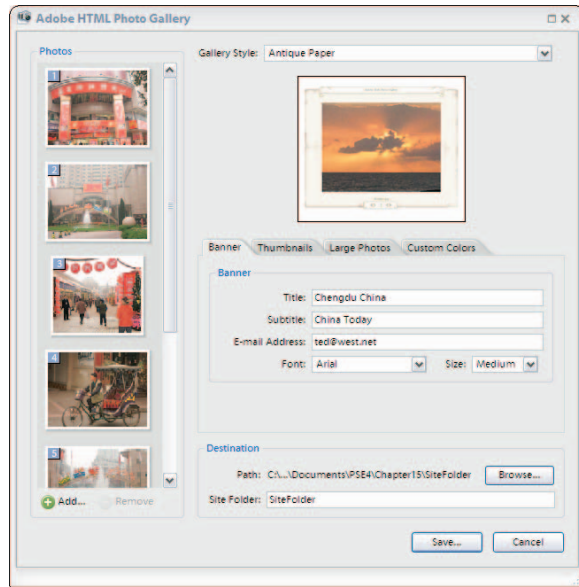 Adobe HTML Photo Gallery
Photos
1
2
3
4
5
Add...
Remove
Gallery Style: Antique Paper
Banner Thumbnails Large Photos Custom Colors
Banner
Title: Chengdu China
Subtitle: China Today
E-mail Address: ted@west.net
Font: Arial Size: Medium
Destination
Path: C:\...\Documents\PSE4\Chapter15\SiteFolder Browse...
Site Folder: SiteFolder
Save... Cancel